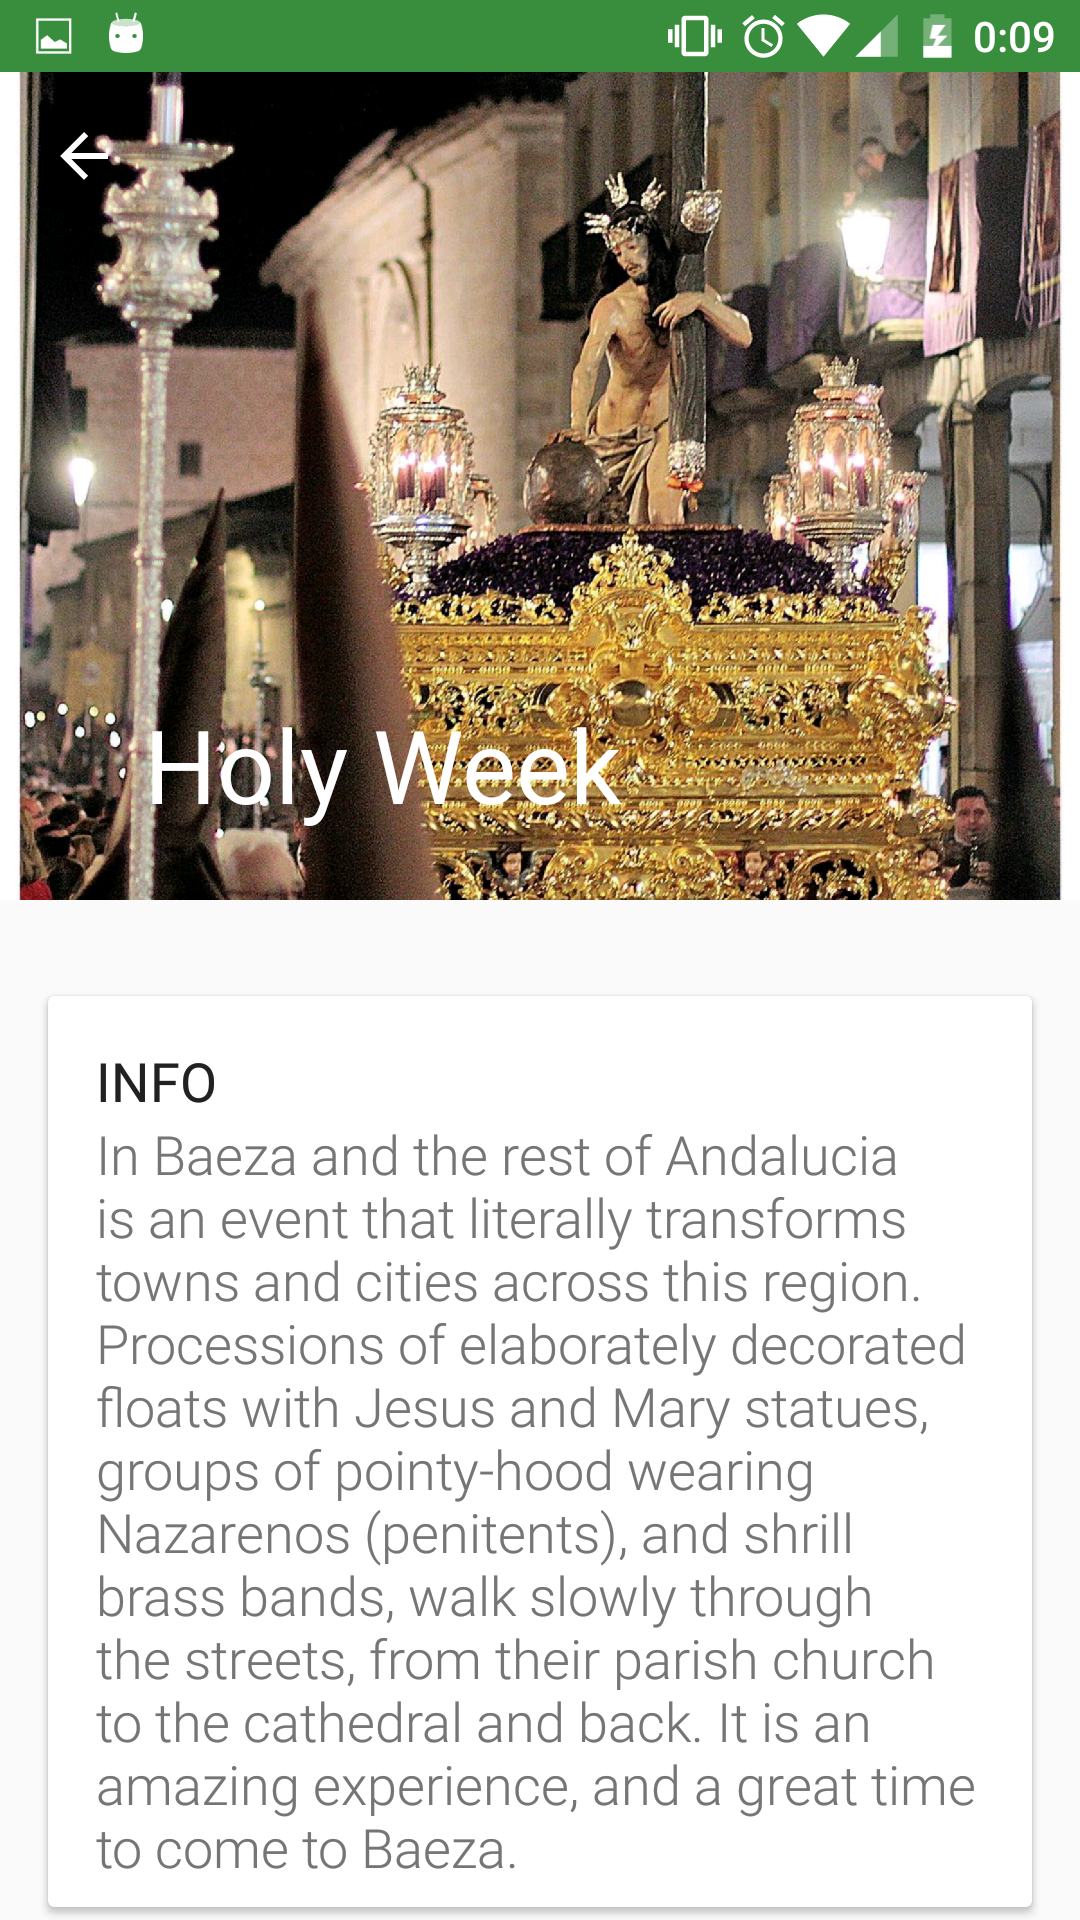 0:09
Holy Week
INFO
In Baeza and the rest of Andalucia
is an event that literally transforms
towns and cities across this region.
Processions of elaborately decorated
floats with Jesus and Mary statues,
groups of pointy-hood wearing
Nazarenos (penitents), and shrill
brass bands, walk slowly through
the streets, from their parish church
to the cathedral and back. It is an
amazing experience, and a great time
to come to Baeza.